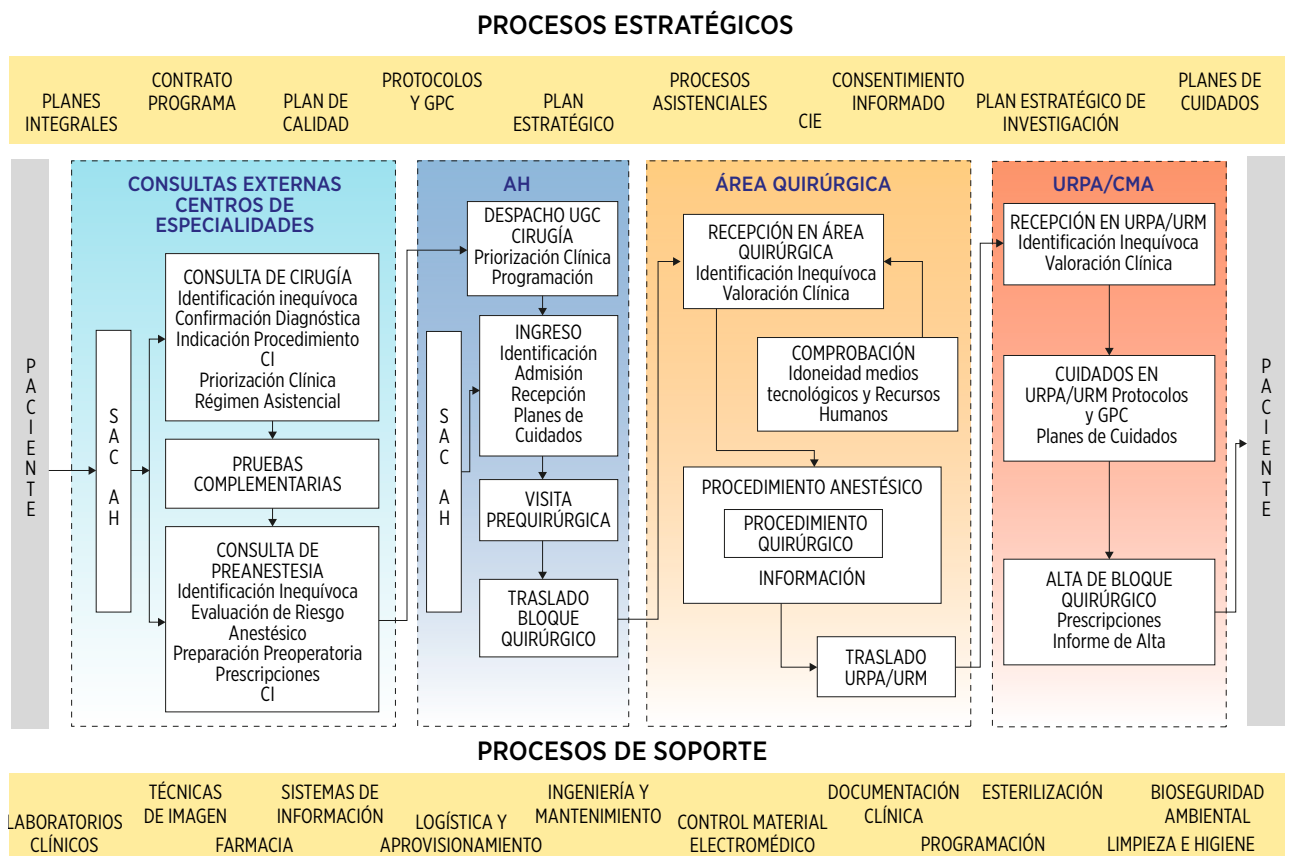 PROCESOS ESTRATÉGICOS
PLANES
INTEGRALES
CONTRATO
PROGRAMA
PLAN DE
CALIDAD
PROTOCOLOS
Y GPC
PLAN
ESTRATÉGICO
PROCESOS
ASISTENCIALES
CIE
CONSENTIMIENTO
INFORMADO
PLAN ESTRATÉGICO DE
INVESTIGACIÓN
PLANES DE
CUIDADOS
PACIENTE
CONSULTAS EXTERNAS
CENTROS DE
ESPECIALIDADES
SAC AH
CONSULTA DE CIRUGÍA
Identificación inequívoca
Confirmación Diagnóstica
Indicación Procedimiento
CI
Priorización Clínica
Régimen Asistencial
PRUEBAS
COMPLEMENTARIAS
CONSULTA DE
PREANESTESIA
Identificación Inequívoca
Evaluación de Riesgo
Anestésico
Preparación Preoperatoria
Prescripciones
CI
AH
DESPACHO UGC
CIRUGÍA
Priorización Clínica
Programación
SAC AH
INGRESO
Identificación
Admisión
Recepción
Planes de
Cuidados
VISITA
PREQUIRÚRGICA
TRASLADO
BLOQUE
QUIRÚRGICO
ÁREA QUIRÚRGICA
RECEPCIÓN EN ÁREA
QUIRÚRGICA
Identificación Inequívoca
Valoración Clínica
COMPROBACIÓN
Idoneidad medios
tecnológicos y Recursos
Humanos
PROCEDIMIENTO ANESTÉSICO
PROCEDIMIENTO
QUIRÚRGICO
INFORMACIÓN
TRASLADO
URPA/URM
URPA/CMA
RECEPCIÓN EN URPA/URM
Identificación Inequívoca
Valoración Clínica
CUIDADOS EN
URPA/URM Protocolos
y GPC
Planes de Cuidados
ALTA DE BLOQUE
QUIRÚRGICO
Prescripciones
Informe de Alta
PACIENTE
PROCESOS DE SOPORTE
LABORATORIOS
CLÍNICOS
TÉCNICAS
DE IMAGEN
FARMACIA
SISTEMAS DE
INFORMACIÓN
LOGÍSTICA Y
APROVISIONAMIENTO
INGENIERÍA Y
MANTENIMIENTO
CONTROL MATERIAL
ELECTROMÉDICO
DOCUMENTACIÓN
CLÍNICA
PROGRAMACIÓN
ESTERILIZACIÓN
LIMPIEZA E HIGIENE
BIOSEGURIDAD
AMBIENTAL